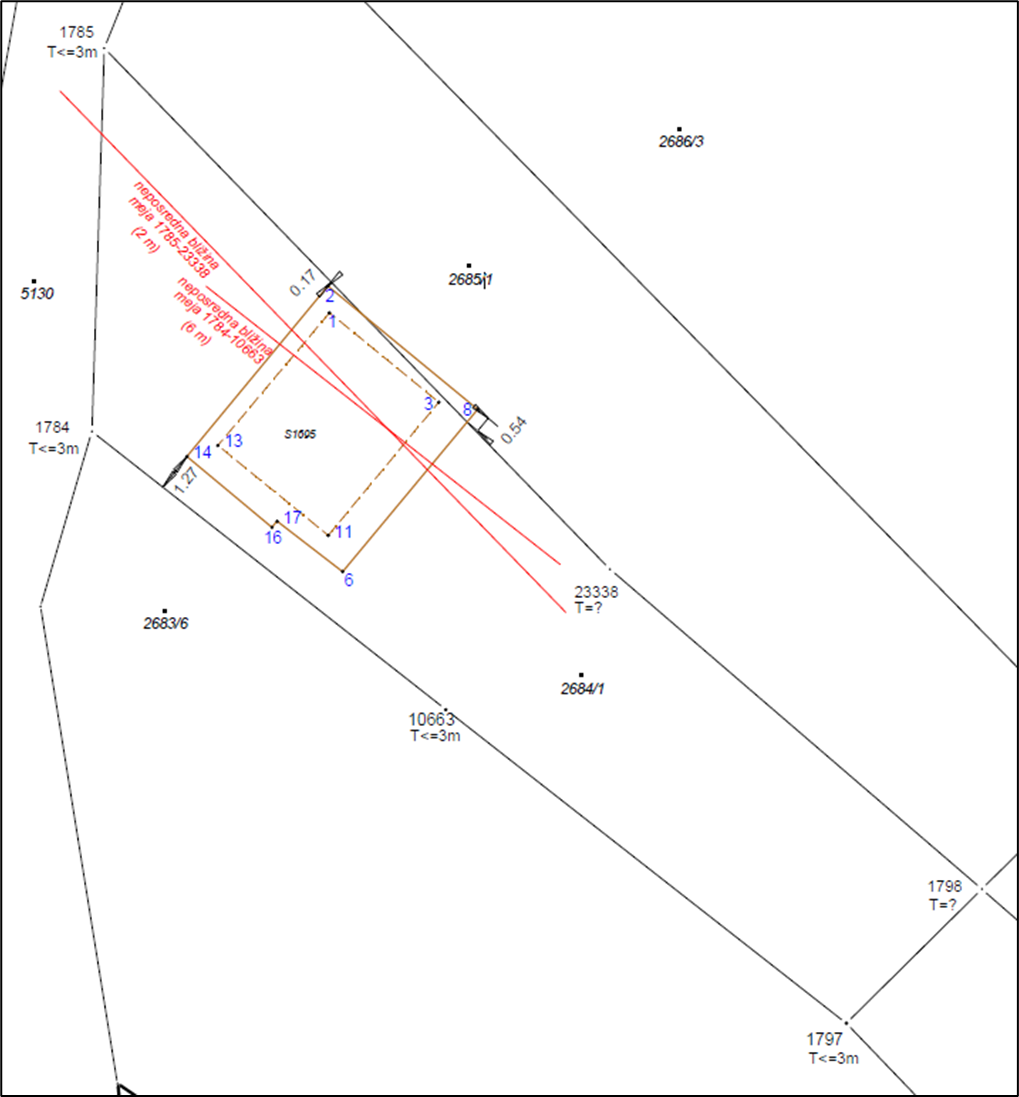 1785
T<=3m
2686/3
neposredna bližina
meja 1785-23338
(2 m)
0.17
2685/1
5130
neposredna bližina
meja 1784-10663
(6 m)
2
1
3
8
0.54
1784
T<=3m
S1695
13
14
1.27
17
16
11
6
23338
T=?
2683/6
2684/1
10663
T<=3m
1798
T=?
1797
T<=3m